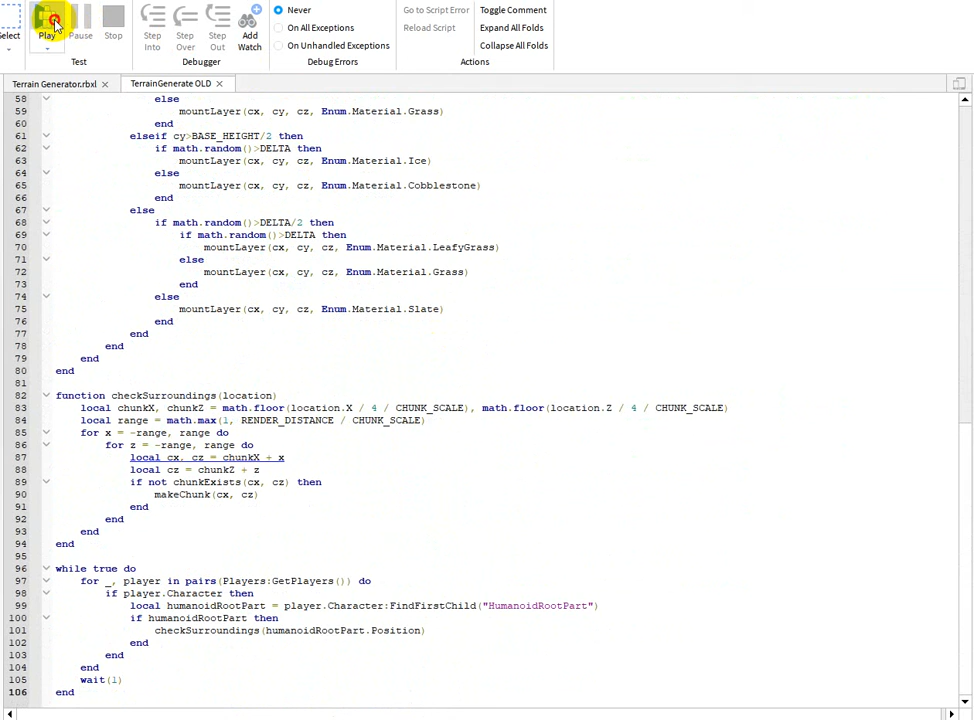 Select
Play
Pause
Stop
Test
Step Into
Step Over
Step Out
Add Watch
Debugger
Never
On All Exceptions
On Unhandled Exceptions
Debug Errors
Go to Script Error
Reload Script
Toggle Comment
Expand All Folds
Collapse All Folds
Actions
Terrain Generator.rbxl
TerrainGenerate OLD
58 else
59 mountLayer(cx, cy, cz, Enum.Material.Grass)
60 end
61 elseif cy>BASE_HEIGHT/2 then
62 if math.random()>DELTA then
63 mountLayer(cx, cy, cz, Enum.Material.Ice)
64 else
65 mountLayer(cx, cy, cz, Enum.Material.Cobblestone)
66 end
67 else
68 if math.random()>DELTA/2 then
69 if math.random()>DELTA then
70 mountLayer(cx, cy, cz, Enum.Material.LeafyGrass)
71 else
72 mountLayer(cx, cy, cz, Enum.Material.Grass)
73 end
74 else
75 mountLayer(cx, cy, cz, Enum.Material.Slate)
76 end
77 end
78 end
79 end
80 end
81
82 function checkSurroundings(location)
83 local chunkX, chunkZ = math.floor(location.X / 4 / CHUNK_SCALE), math.floor(location.Z / 4 / CHUNK_SCALE)
84 local range = math.max(1, RENDER_DISTANCE / CHUNK_SCALE)
85 for x = -range, range do
86 for z = -range, range do
87 local cx, cz = chunkX + x
88 local cz = chunkZ + z
89 if not chunkExists(cx, cz) then
90 makeChunk(cx, cz)
91 end
92 end
93 end
94 end
95
96 while true do
97 for _, player in pairs(Players:GetPlayers()) do
98 if player.Character then
99 local humanoidRootPart = player.Character:FindFirstChild("HumanoidRootPart")
100 if humanoidRootPart then
101 checkSurroundings(humanoidRootPart.Position)
102 end
103 end
104 end
105 wait(1)
106 end